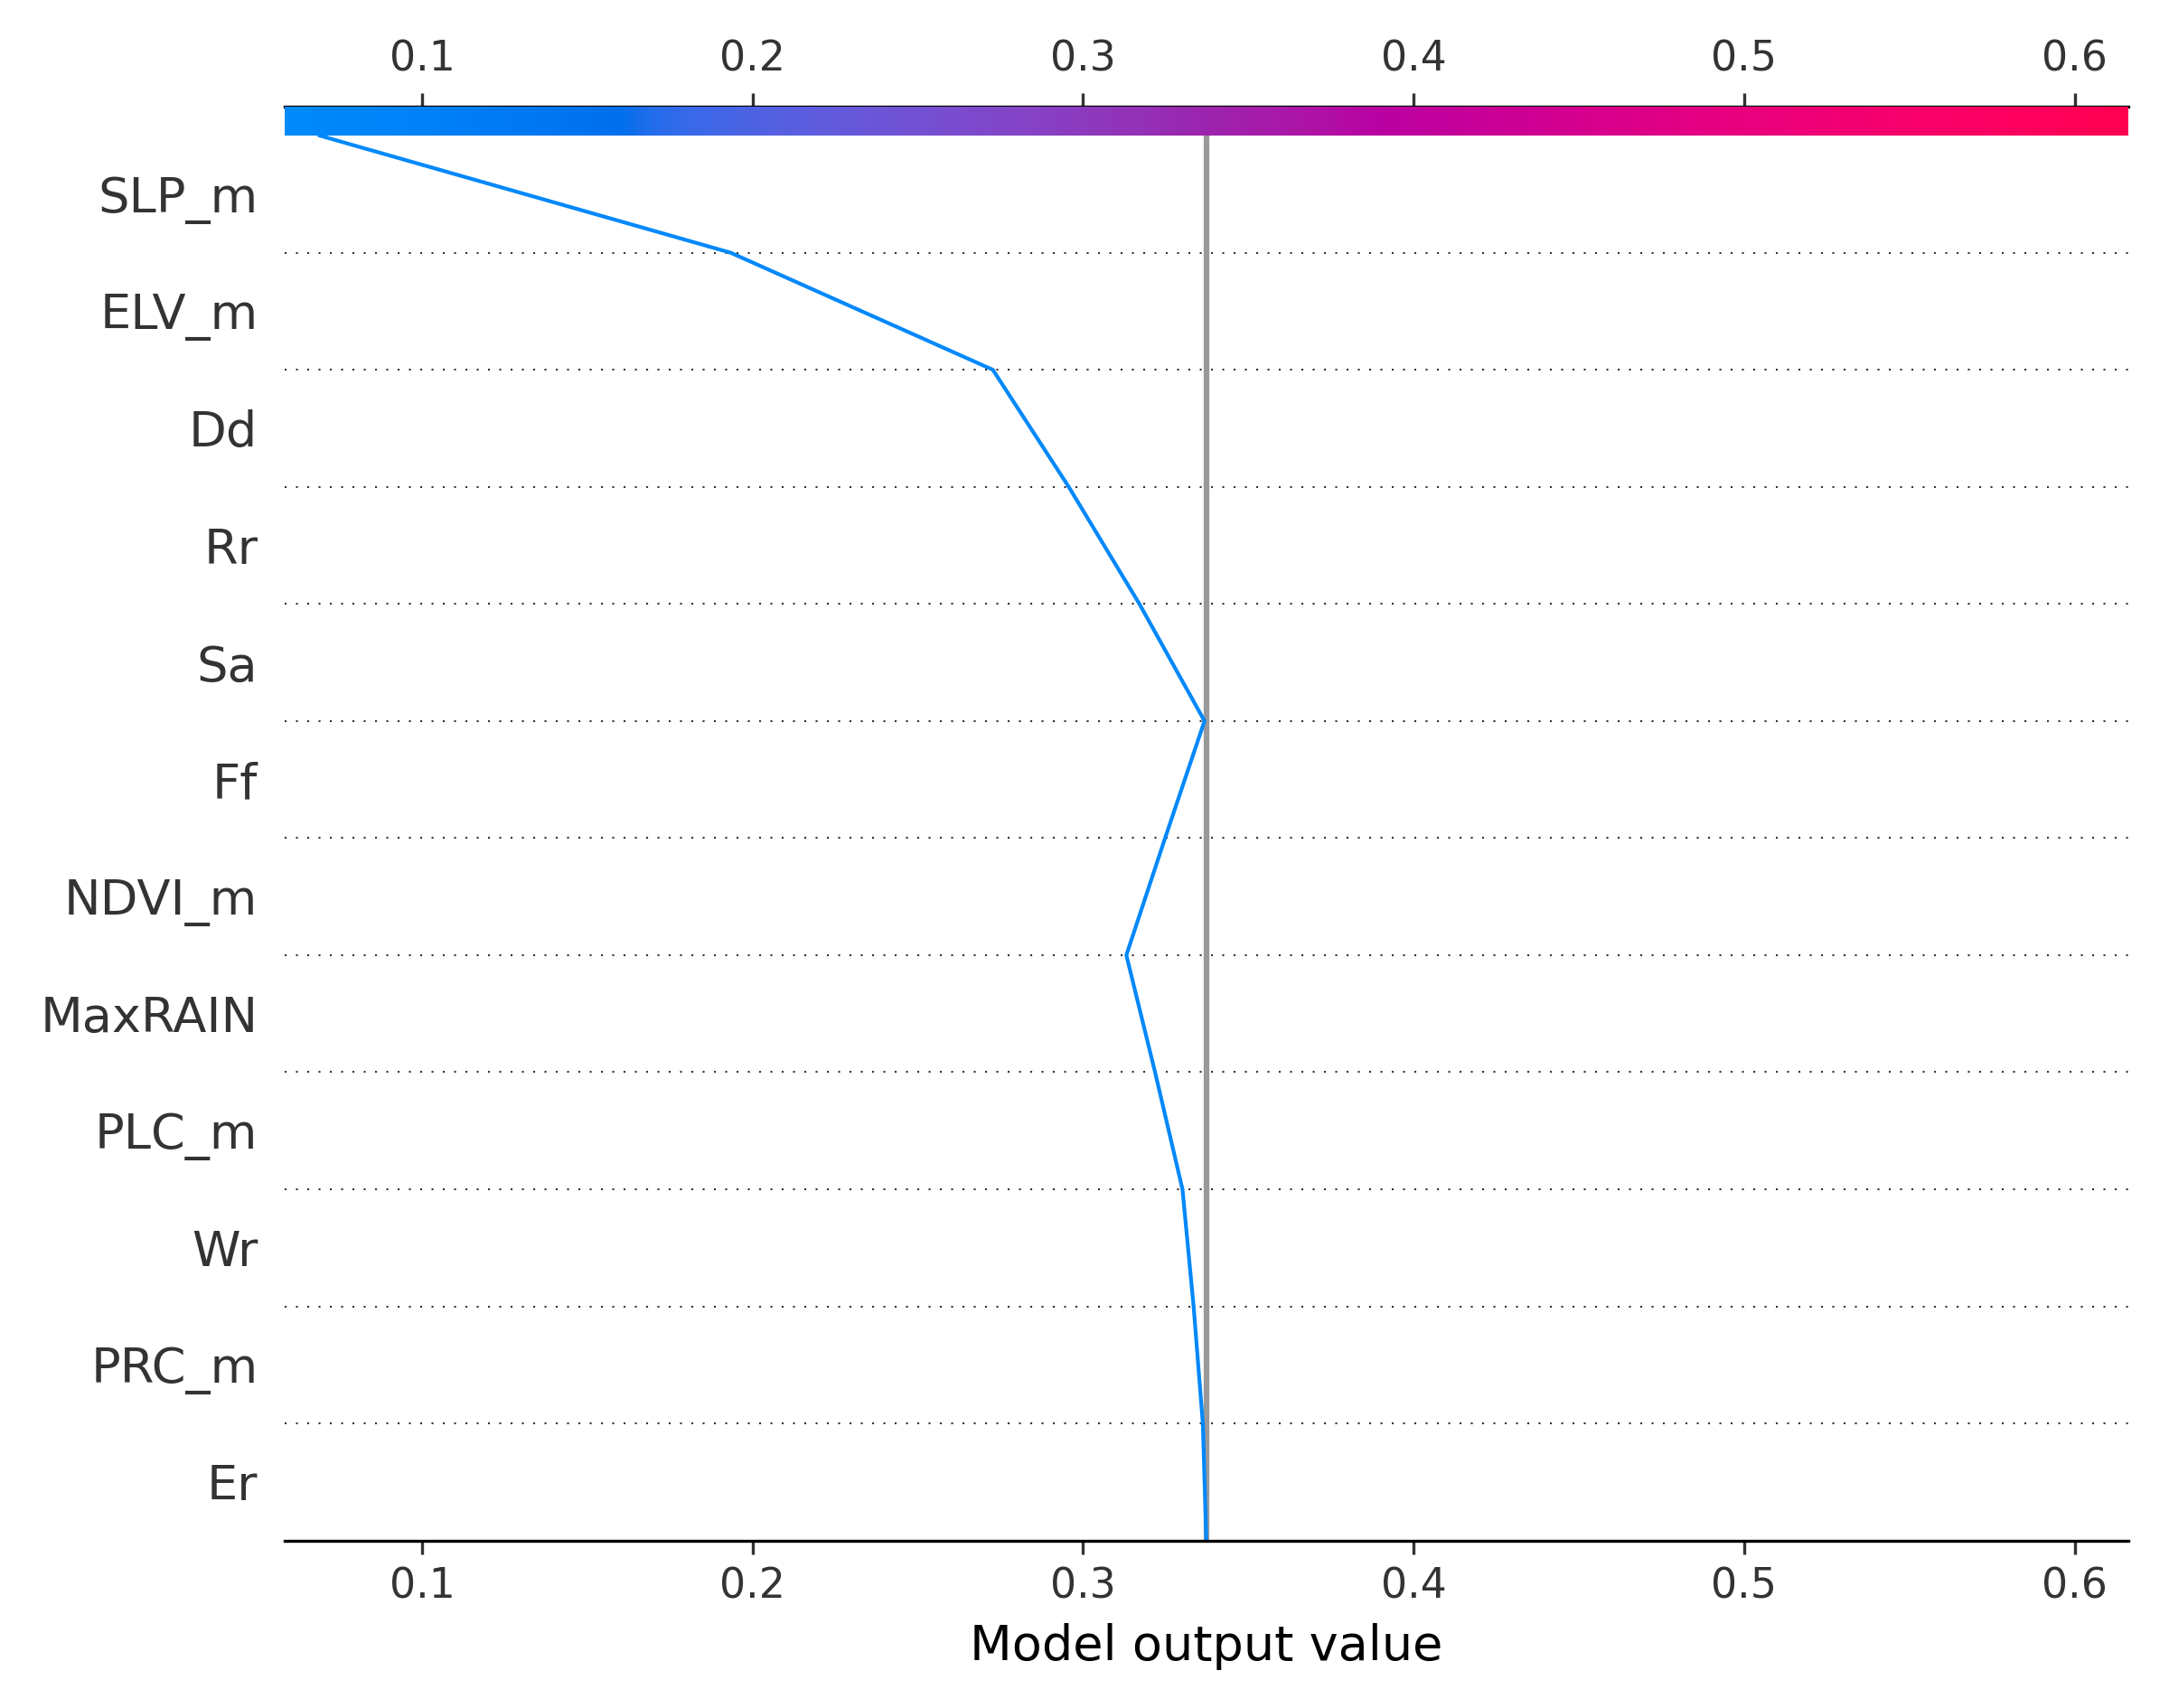 0.1 0.2 0.3 0.4 0.5 0.6
SLP_m
ELV_m
Dd
Rr
Sa
Ff
NDVI_m
MaxRAIN
PLC_m
Wr
PRC_m
Er
0.1 0.2 0.3 0.4 0.5 0.6
Model output value